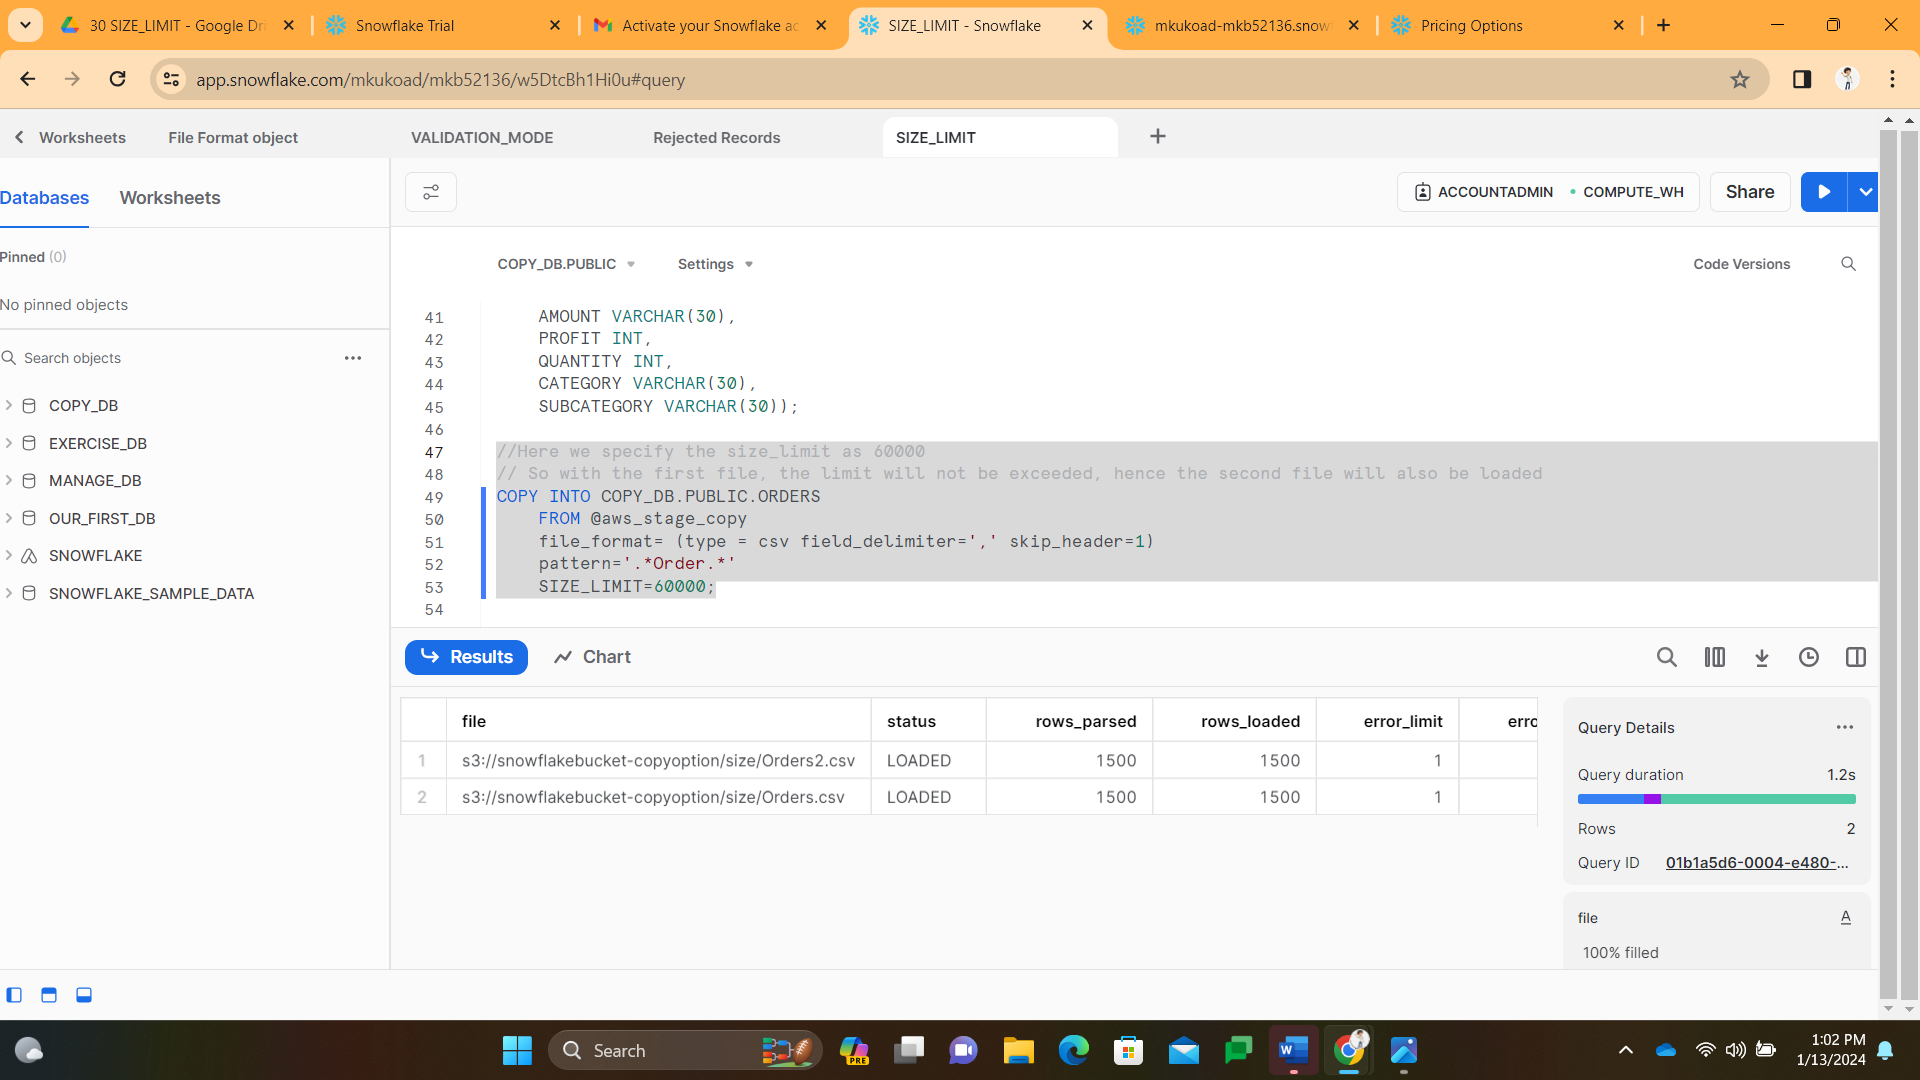 30 SIZE_LIMIT - Google Dri
Snowflake Trial
Activate your Snowflake ac
SIZE_LIMIT - Snowflake
mkukoad-mkb52136.snowf
Pricing Options
app.snowflake.com/mkukoad/mkb52136/w5DtcBh1Hi0u#query
Worksheets
File Format object
VALIDATION_MODE
Rejected Records
SIZE_LIMIT
Databases
Worksheets
ACCOUNTADMIN
COMPUTE_WH
Share
Pinned (0)
No pinned objects
Search objects
COPY_DB
EXERCISE_DB
MANAGE_DB
OUR_FIRST_DB
SNOWFLAKE
SNOWFLAKE_SAMPLE_DATA
COPY_DB.PUBLIC
Settings
Code Versions
41 AMOUNT VARCHAR(30),
42 PROFIT INT,
43 QUANTITY INT,
44 CATEGORY VARCHAR(30),
45 SUBCATEGORY VARCHAR(30));
46
47 //Here we specify the size_limit as 60000
48 // So with the first file, the limit will not be exceeded, hence the second file will also be loaded
49 COPY INTO COPY_DB.PUBLIC.ORDERS
50 FROM @aws_stage_copy
51 file_format= (type = csv field_delimiter=',' skip_header=1)
52 pattern='.*Order.*'
53 SIZE_LIMIT=60000;
54
Results
Chart
file status rows_parsed rows_loaded error_limit erro
1 s3://snowflakebucket-copyoption/size/Orders2.csv LOADED 1500 1500 1
2 s3://snowflakebucket-copyoption/size/Orders.csv LOADED 1500 1500 1
Query Details
Query duration 1.2s
Rows 2
Query ID 01b1a5d6-0004-e480-...
file A
100% filled
Search
PRE
1:02 PM
1/13/2024